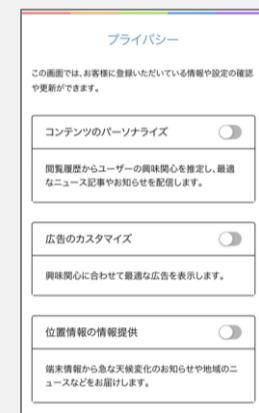 プライバシー
この画面では、お客様に登録いただいている情報や設定の確認
や更新ができます。
コンテンツのパーソナライズ
閲覧履歴からユーザーの興味関心を推定し、最適
なニュース記事やお知らせを配信します。
広告のカスタマイズ
興味関心に合わせて最適な広告を表示します。
位置情報の情報提供
端末情報から急な天候変化のお知らせや地域のニ
ュースなどをお届けします。